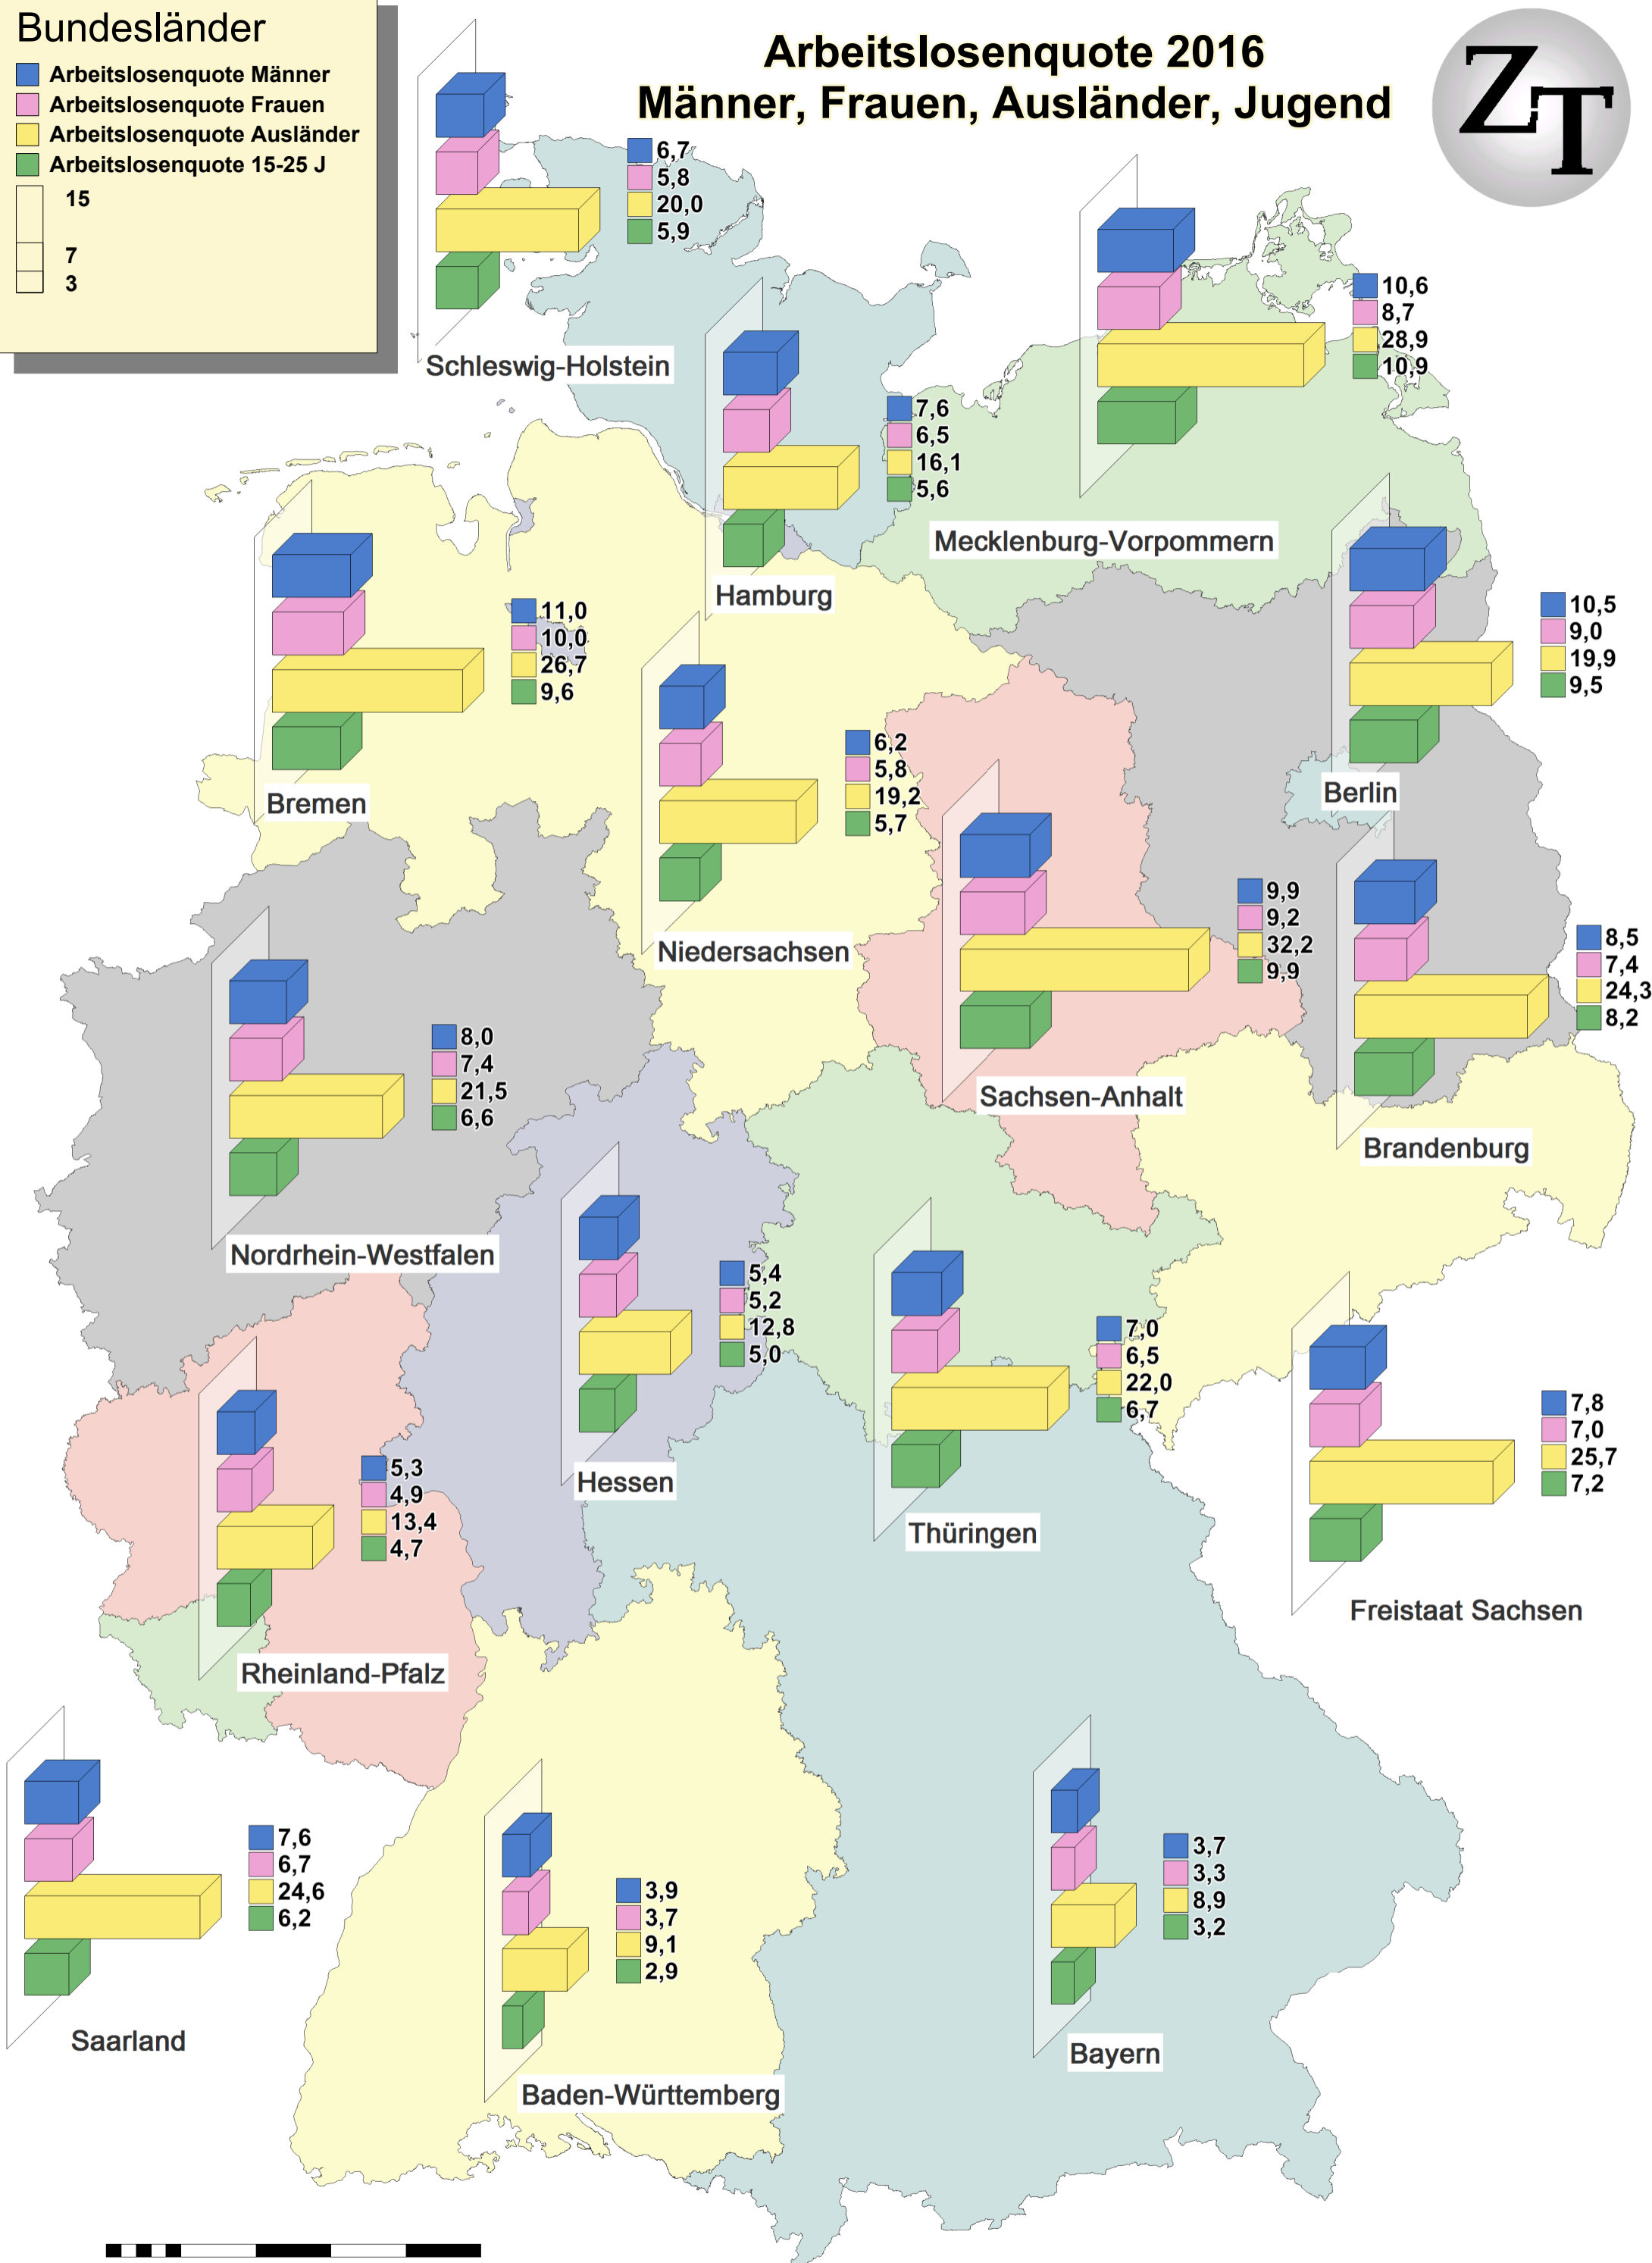 Bundesländer
Arbeitslosenquote Männer
Arbeitslosenquote Frauen
Arbeitslosenquote Ausländer
Arbeitslosenquote 15-25 J
15
7
3
Arbeitslosenquote 2016
Männer, Frauen, Ausländer, Jugend
ZT
6,7
5,8
20,0
5,9
Schleswig-Holstein
10,6
8,7
28,9
10,9
Mecklenburg-Vorpommern
7,6
6,5
16,1
5,6
Hamburg
11,0
10,0
26,7
9,6
Bremen
10,5
9,0
19,9
9,5
Berlin
6,2
5,8
19,2
5,7
Niedersachsen
9,9
9,2
32,2
9,9
Sachsen-Anhalt
8,5
7,4
24,3
8,2
Brandenburg
8,0
7,4
21,5
6,6
Nordrhein-Westfalen
5,4
5,2
12,8
5,0
Hessen
7,0
6,5
22,0
6,7
Thüringen
7,8
7,0
25,7
7,2
Freistaat Sachsen
5,3
4,9
13,4
4,7
Rheinland-Pfalz
7,6
6,7
24,6
6,2
Saarland
3,9
3,7
9,1
2,9
Baden-Württemberg
3,7
3,3
8,9
3,2
Bayern